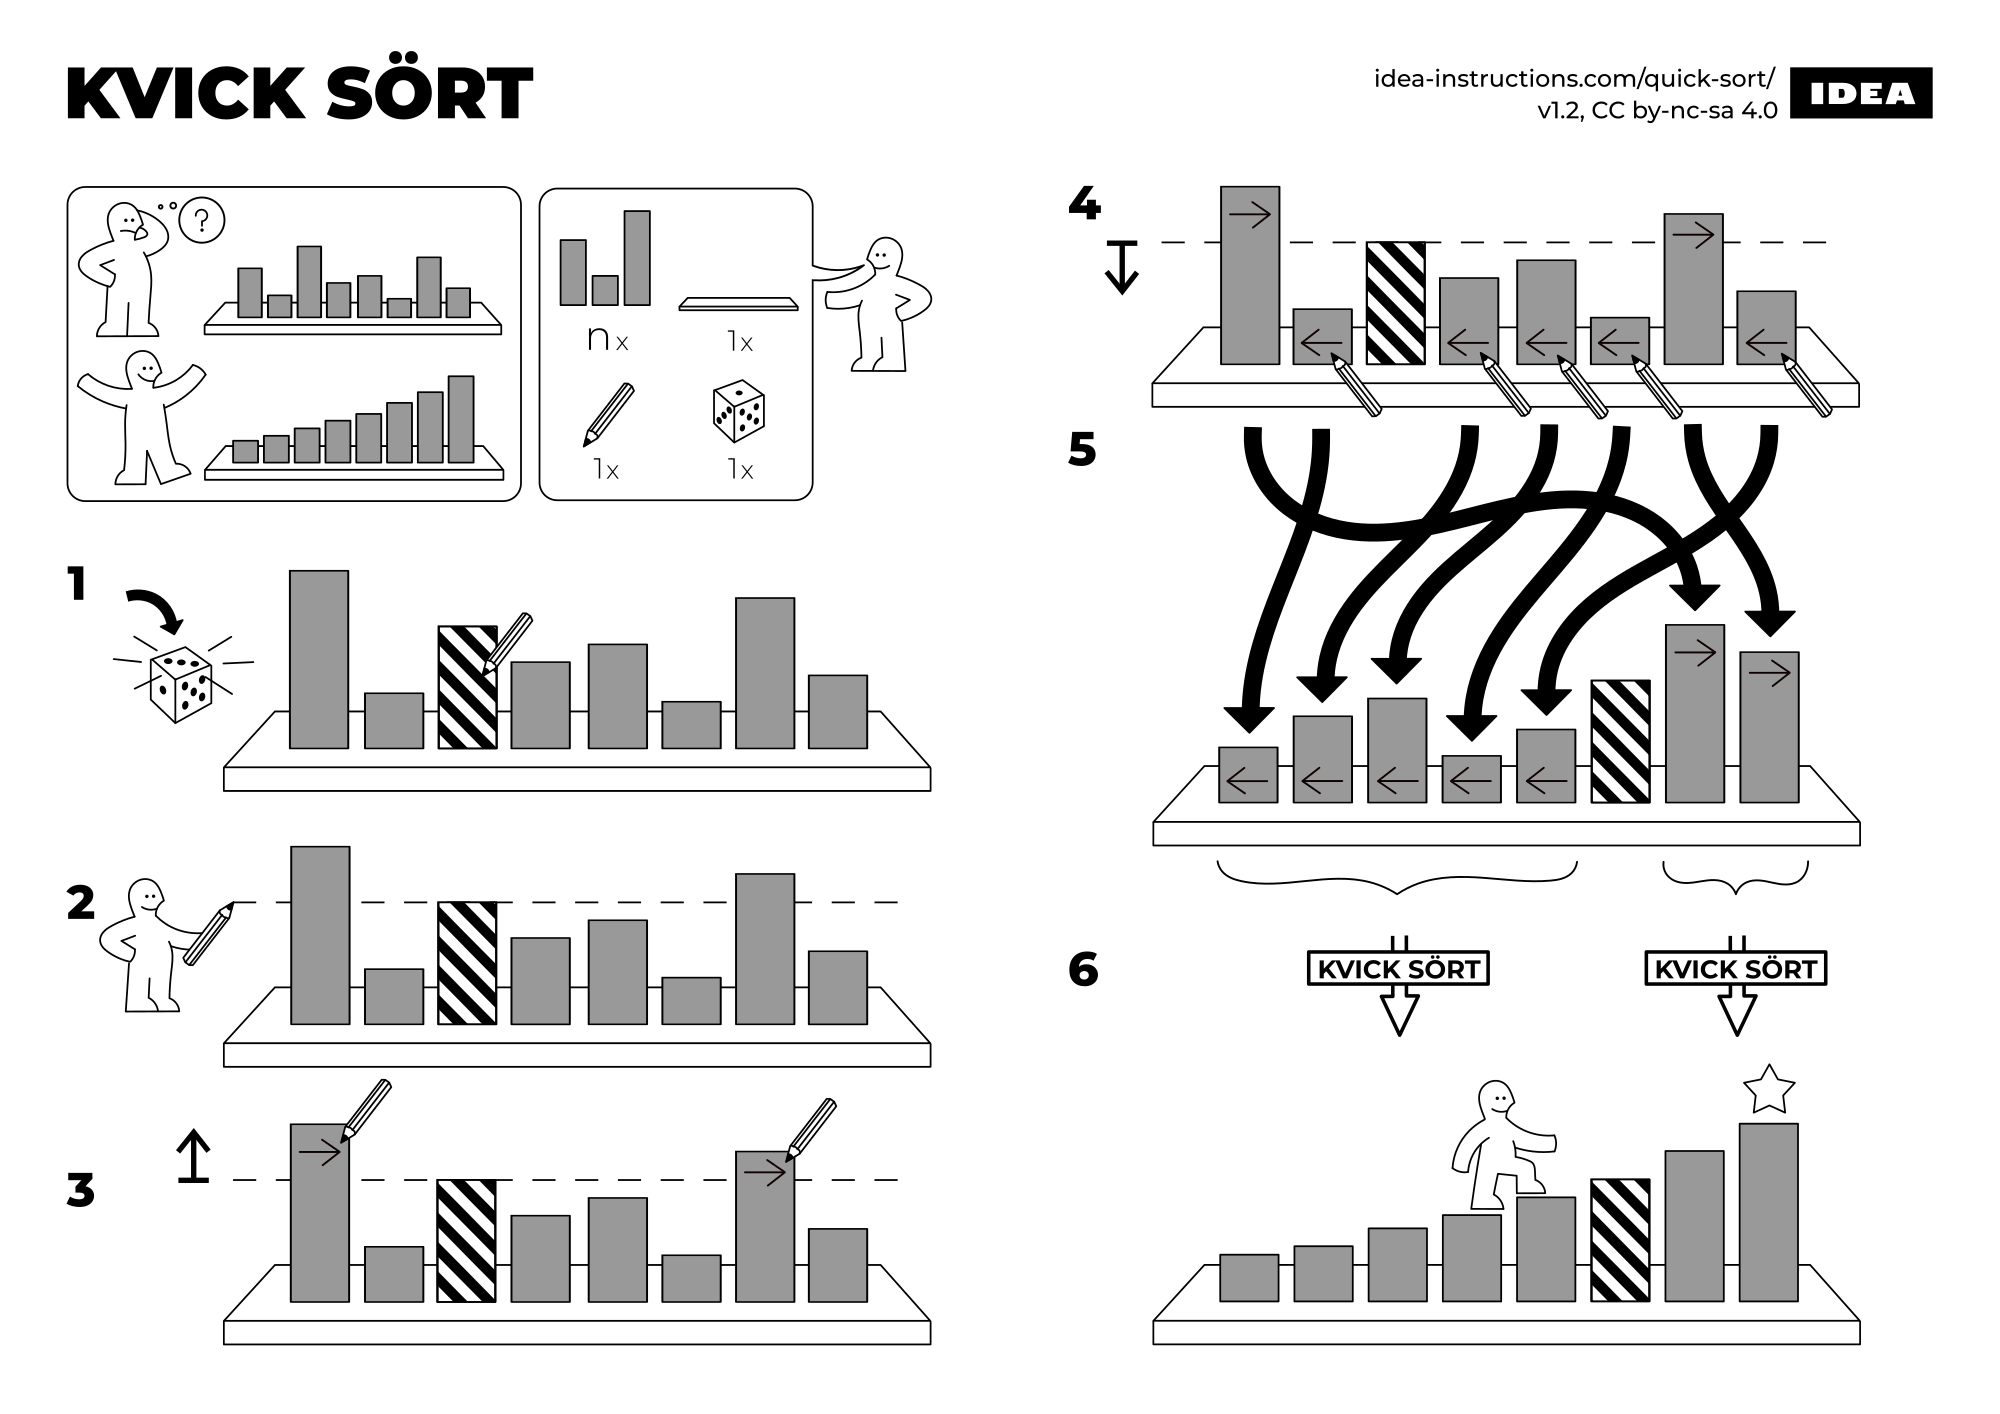 KVICK SÖRT
idea-instructions.com/quick-sort/
v1.2, CC by-nc-sa 4.0
IDEA
?
n x
1x
1x
1x
1
2
3
4
5
6
KVICK SÖRT
KVICK SÖRT